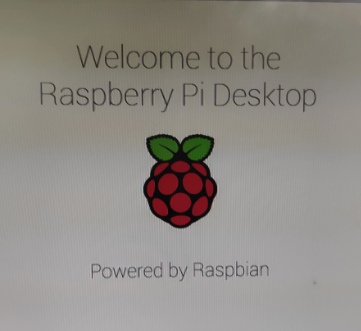 Welcome to the
Raspberry Pi Desktop
Powered by Raspbian